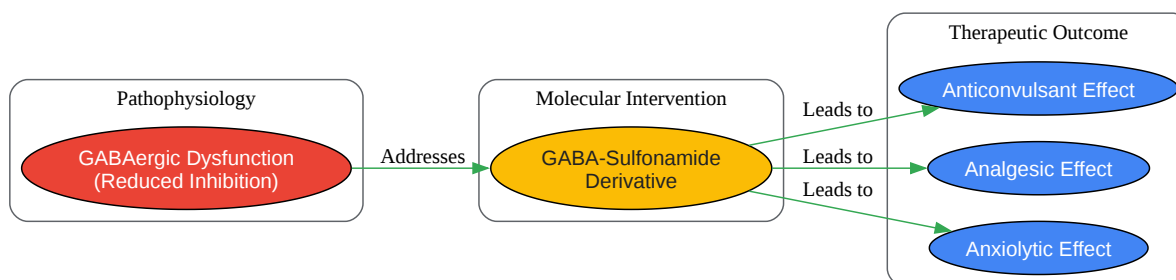 Pathophysiology
GABAergic Dysfunction
(Reduced Inhibition)
Addresses
Molecular Intervention
GABA-Sulfonamide
Derivative
Leads to
Leads to
Leads to
Therapeutic Outcome
Anticonvulsant Effect
Analgesic Effect
Anxiolytic Effect